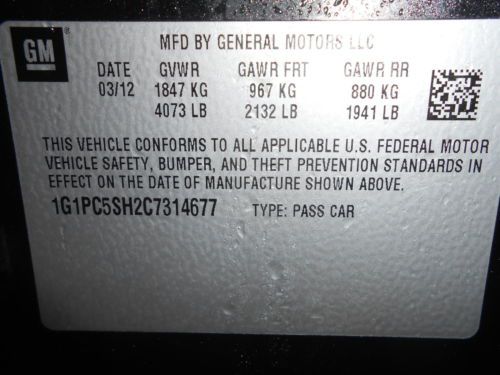 GM
MFD BY GENERAL MOTORS LLC
DATE GVWR GAWR FRT GAWR RR
03/12 1847 KG 967 KG 880 KG
4073 LB 2132 LB 1941 LB
THIS VEHICLE CONFORMS TO ALL APPLICABLE U.S. FEDERAL MOTOR
VEHICLE SAFETY, BUMPER, AND THEFT PREVENTION STANDARDS IN
EFFECT ON THE DATE OF MANUFACTURE SHOWN ABOVE.
1G1PC5SH2C7314677 TYPE: PASS CAR